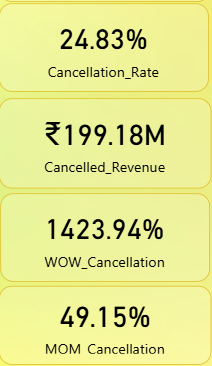 24.83%
Cancellation_Rate
₹199.18M
Cancelled_Revenue
1423.94%
WOW_Cancellation
49.15%
MOM Cancellation